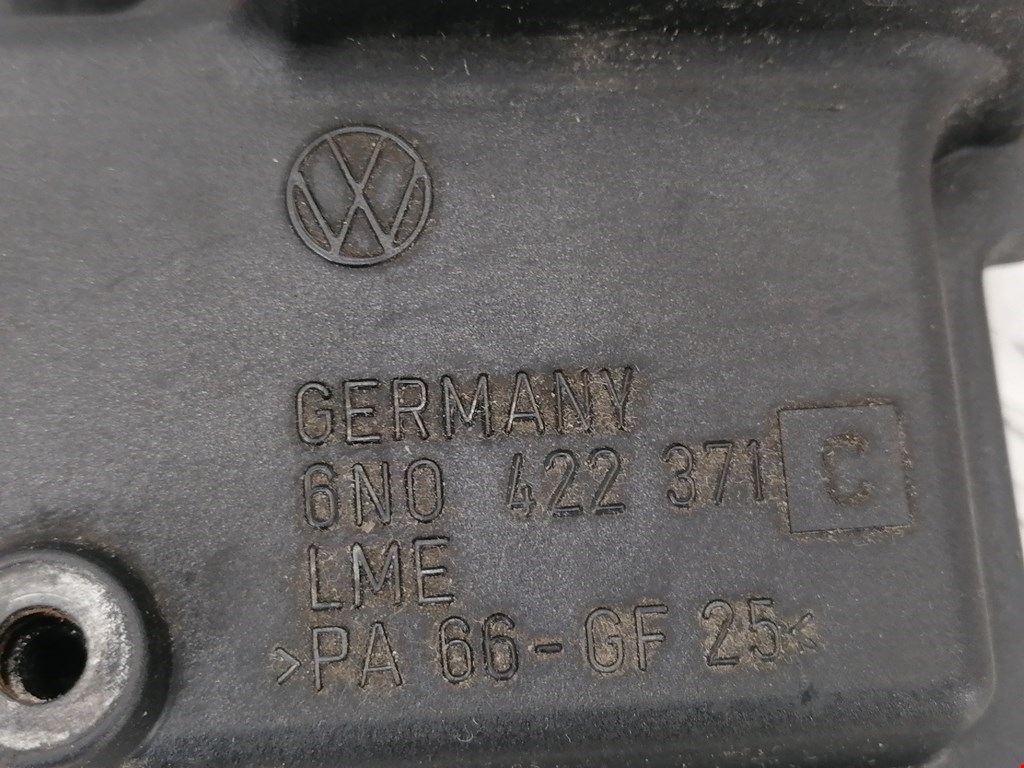 GERMANY
6N0 422 371 C
LME
>PA 66-GF 25<